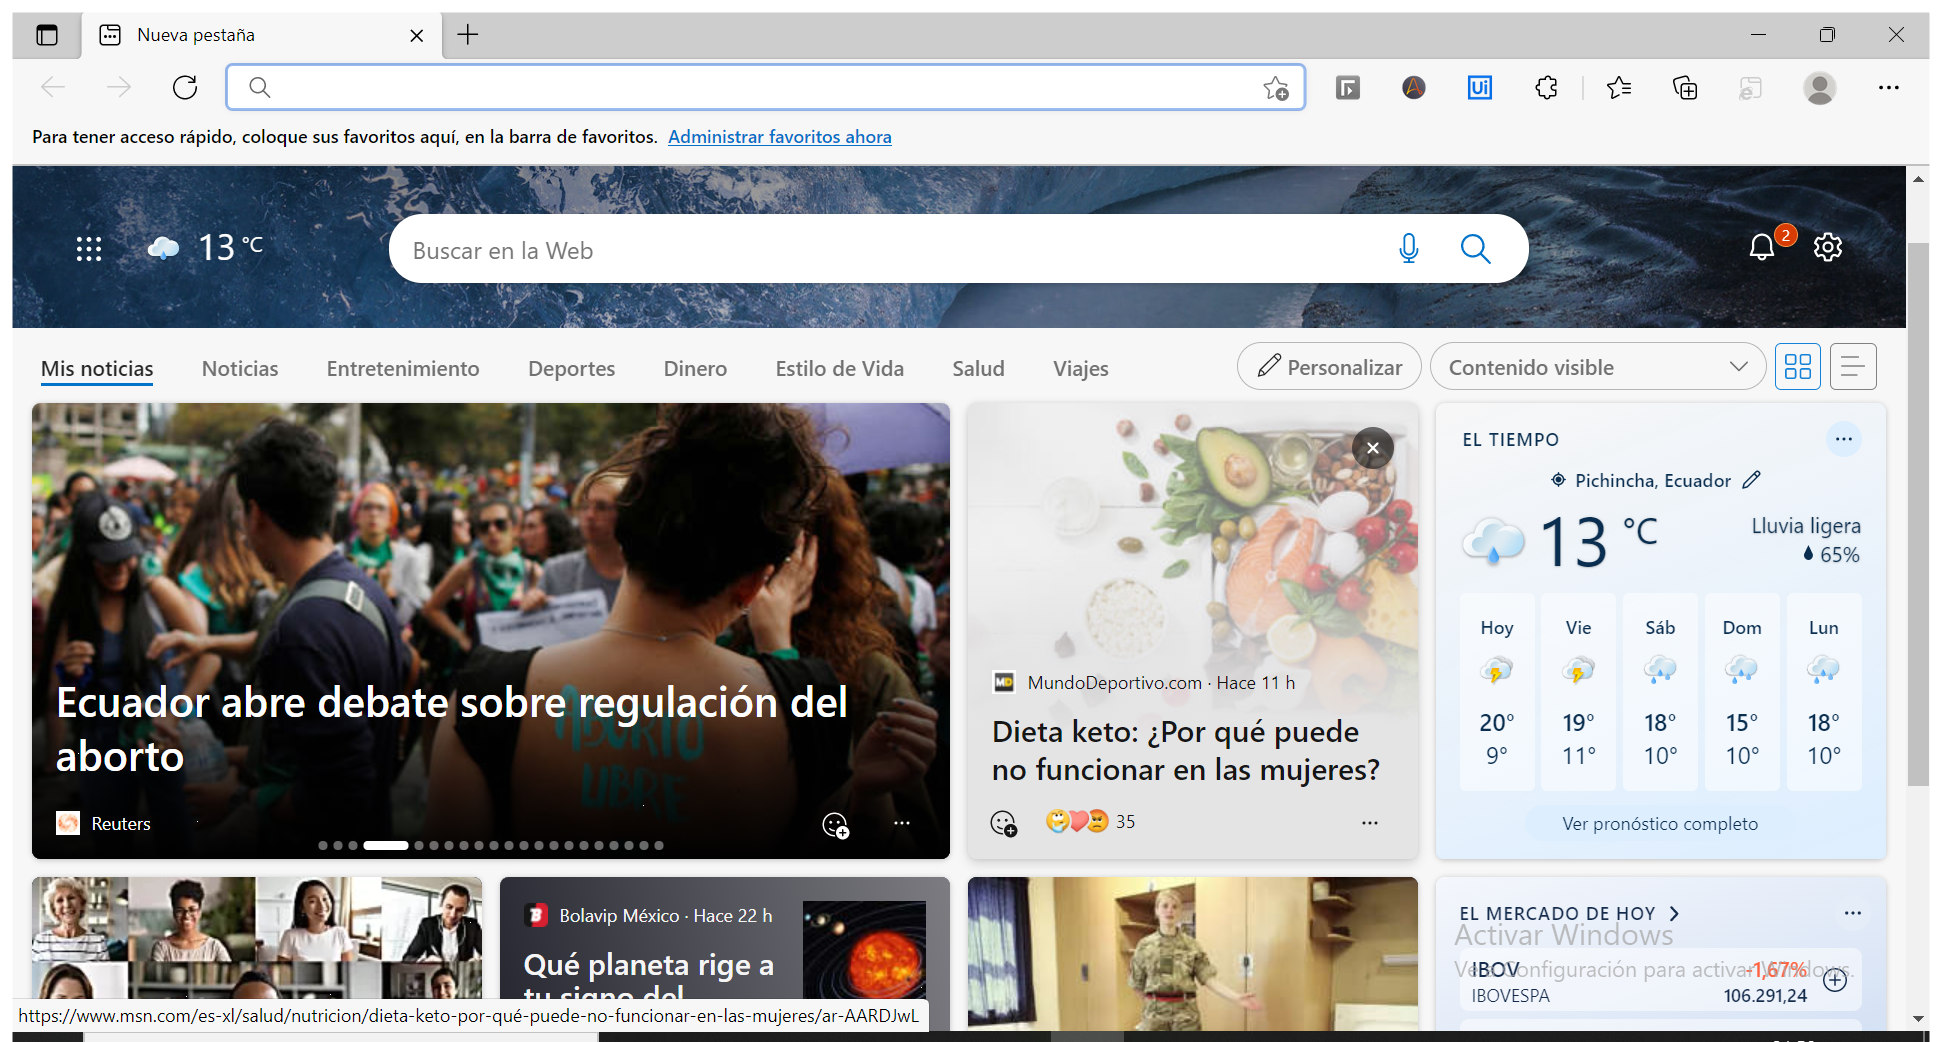 Nueva pestaña
Para tener acceso rápido, coloque sus favoritos aquí, en la barra de favoritos. Administrar favoritos ahora
13 °C
Buscar en la Web
2
Mis noticias Noticias Entretenimiento Deportes Dinero Estilo de Vida Salud Viajes Personalizar Contenido visible
Ecuador abre debate sobre regulación del
aborto
Reuters
ABORTO
LIBRE
MD MundoDeportivo.com · Hace 11 h
Dieta keto: ¿Por qué puede
no funcionar en las mujeres?
35
EL TIEMPO
Pichincha, Ecuador
13 °C
Lluvia ligera
65%
Hoy Vie Sáb Dom Lun
20° 19° 18° 15° 18°
9° 11° 10° 10° 10°
Ver pronóstico completo
B Bolavip México · Hace 22 h
Qué planeta rige a
tu signo del
EL MERCADO DE HOY
Activar Windows
Ve a Configuración para activar Windows.
IBOV -1,67%
IBOVESPA 106.291,24
https://www.msn.com/es-xl/salud/nutricion/dieta-keto-por-qué-puede-no-funcionar-en-las-mujeres/ar-AARDJwL
Ui